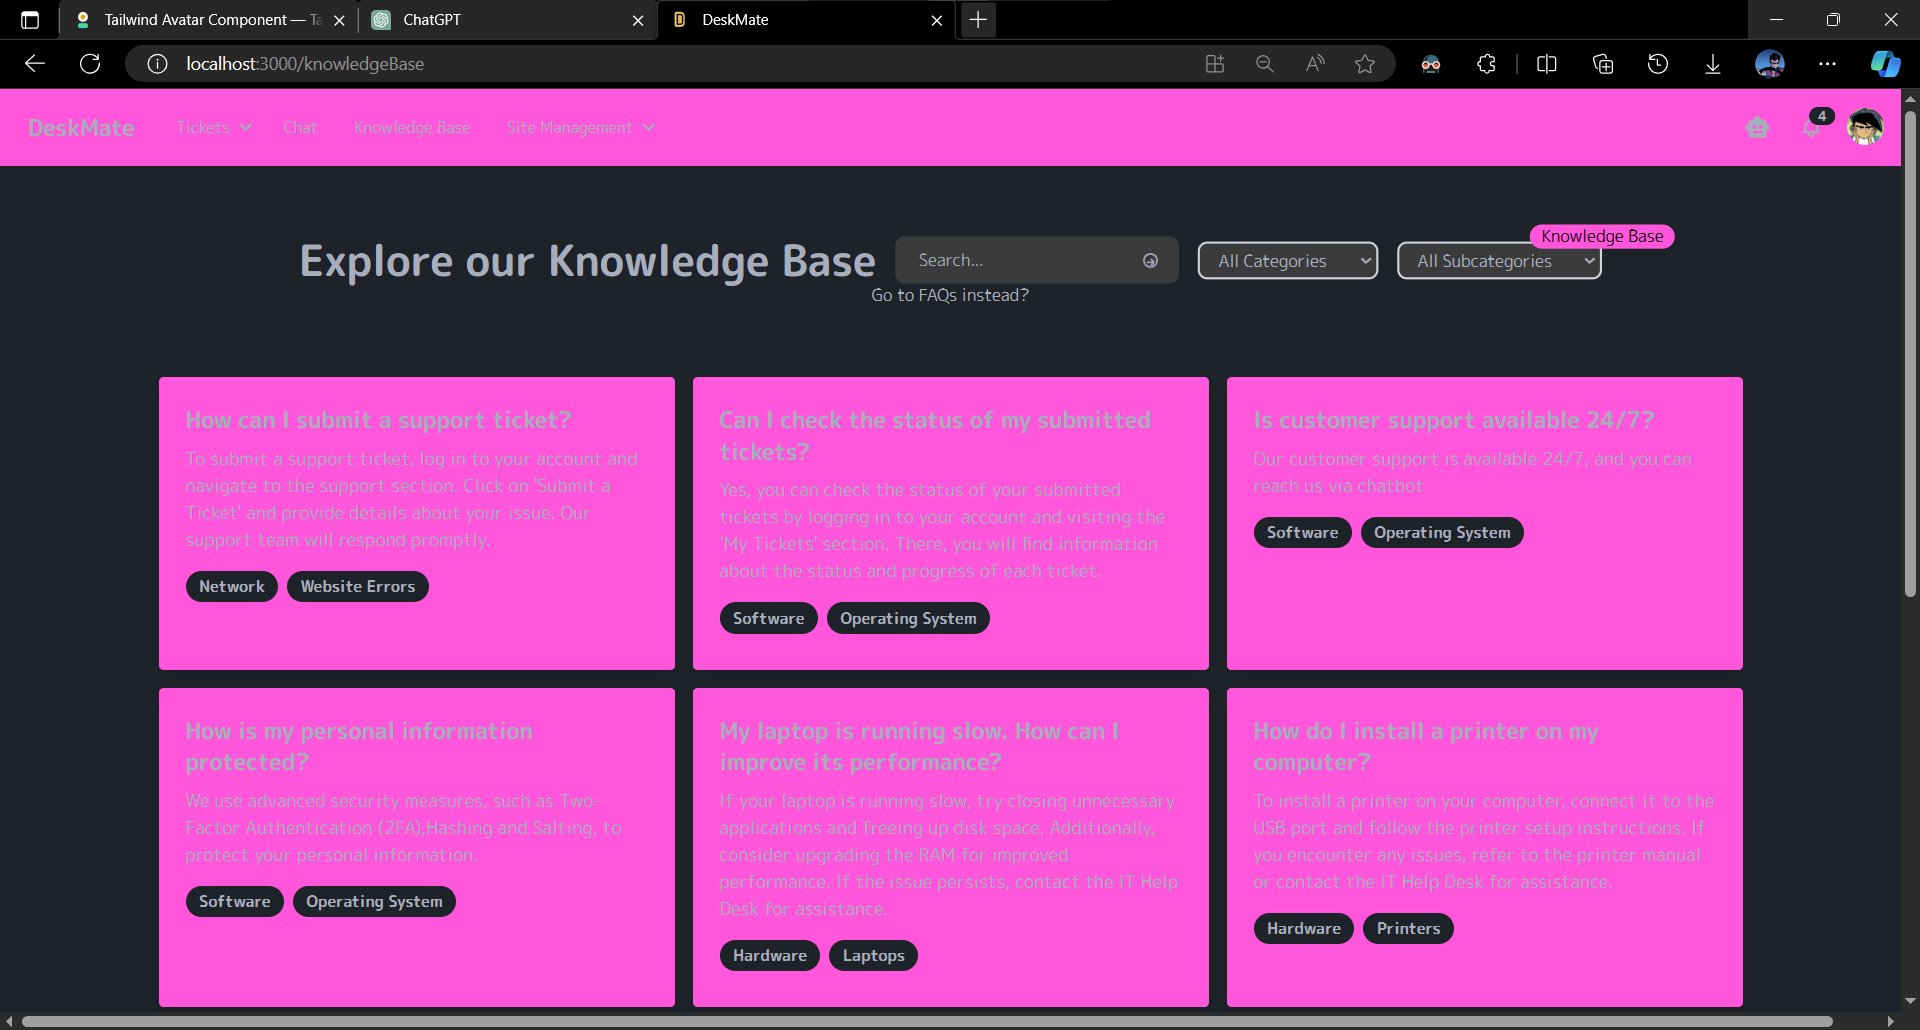 Tailwind Avatar Component — Ta
ChatGPT
DeskMate
localhost:3000/knowledgeBase
DeskMate
Tickets
Chat
Knowledge Base
Site Management
4
Knowledge Base
Explore our Knowledge Base
Search...
All Categories
All Subcategories
Go to FAQs instead?
How can I submit a support ticket?
To submit a support ticket, log in to your account and
navigate to the support section. Click on 'Submit a
Ticket' and provide details about your issue. Our
support team will respond promptly.
Network
Website Errors
Can I check the status of my submitted
tickets?
Yes, you can check the status of your submitted
tickets by logging in to your account and visiting the
'My Tickets' section. There, you will find information
about the status and progress of each ticket.
Software
Operating System
Is customer support available 24/7?
Our customer support is available 24/7, and you can
reach us via chatbot
Software
Operating System
How is my personal information
protected?
We use advanced security measures, such as Two-
Factor Authentication (2FA),Hashing and Salting, to
protect your personal information.
Software
Operating System
My laptop is running slow. How can I
improve its performance?
If your laptop is running slow, try closing unnecessary
applications and freeing up disk space. Additionally,
consider upgrading the RAM for improved
performance. If the issue persists, contact the IT Help
Desk for assistance.
Hardware
Laptops
How do I install a printer on my
computer?
To install a printer on your computer, connect it to the
USB port and follow the printer setup instructions. If
you encounter any issues, refer to the printer manual
or contact the IT Help Desk for assistance.
Hardware
Printers